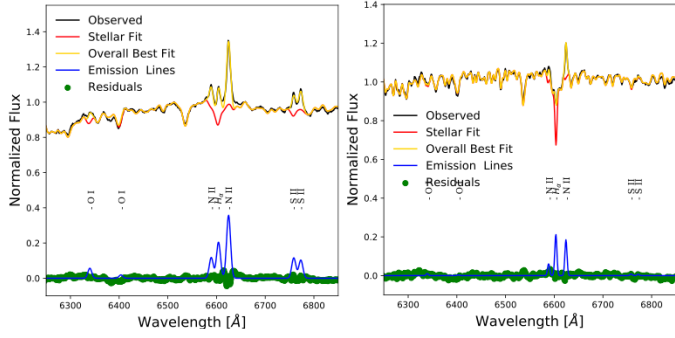 1.4
1.2
1.0
0.8
0.6
0.4
0.2
0.0
Normalized Flux
Observed
Stellar Fit
Overall Best Fit
Emission Lines
Residuals
- O I
- O I
- N II
- Hα
- N II
- S II
- S II
6300
6400
6500
6600
6700
6800
Wavelength [Å]
1.4
1.2
1.0
0.8
0.6
0.4
0.2
0.0
Normalized Flux
Observed
Stellar Fit
Overall Best Fit
Emission Lines
Residuals
- O I
- O I
- N II
- Hα
- N II
- S II
- S II
6300
6400
6500
6600
6700
6800
Wavelength [Å]